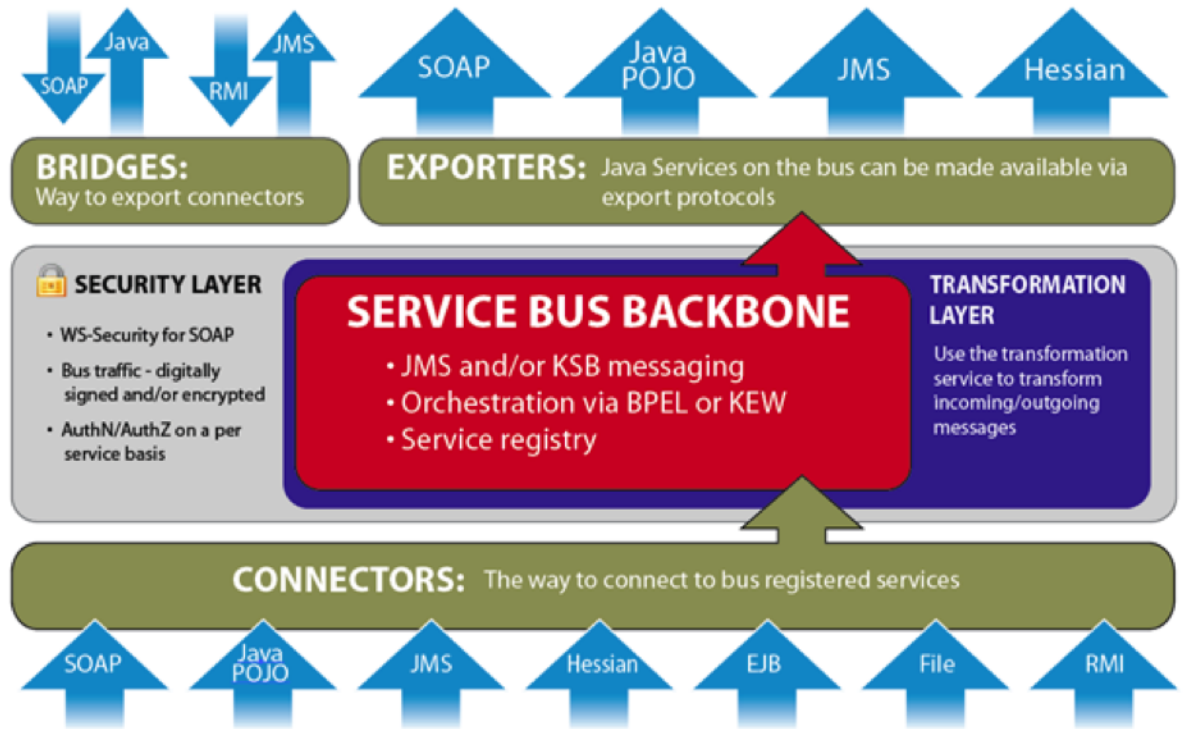 SOAP
Java
RMI
JMS
SOAP
Java
POJO
JMS
Hessian
BRIDGES:
Way to export connectors
EXPORTERS: Java Services on the bus can be made available via
export protocols
SECURITY LAYER
• WS-Security for SOAP
• Bus traffic - digitally
signed and/or encrypted
• AuthN/AuthZ on a per
service basis
SERVICE BUS BACKBONE
• JMS and/or KSB messaging
• Orchestration via BPEL or KEW
• Service registry
TRANSFORMATION
LAYER
Use the transformation
service to transform
incoming/outgoing
messages
CONNECTORS: The way to connect to bus registered services
SOAP
Java
POJO
JMS
Hessian
EJB
File
RMI